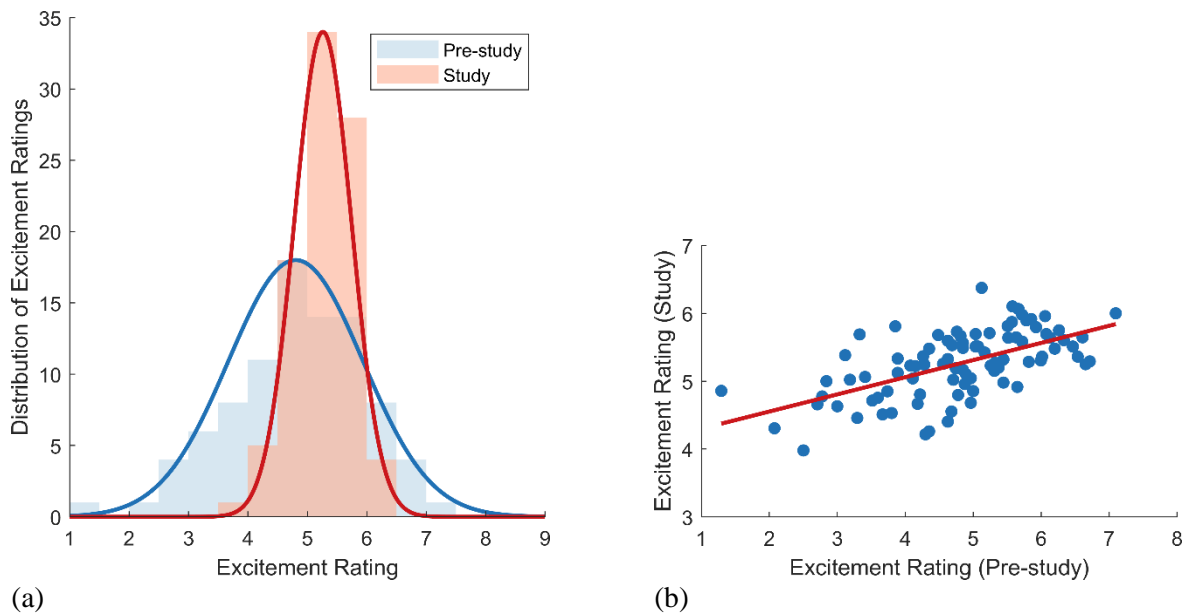 35
30
25
20
15
10
5
0
Distribution of Excitement Ratings
Pre-study
Study
1 2 3 4 5 6 7 8 9
Excitement Rating
(a)
7
6
5
4
3
Excitement Rating (Study)
1 2 3 4 5 6 7 8
Excitement Rating (Pre-study)
(b)